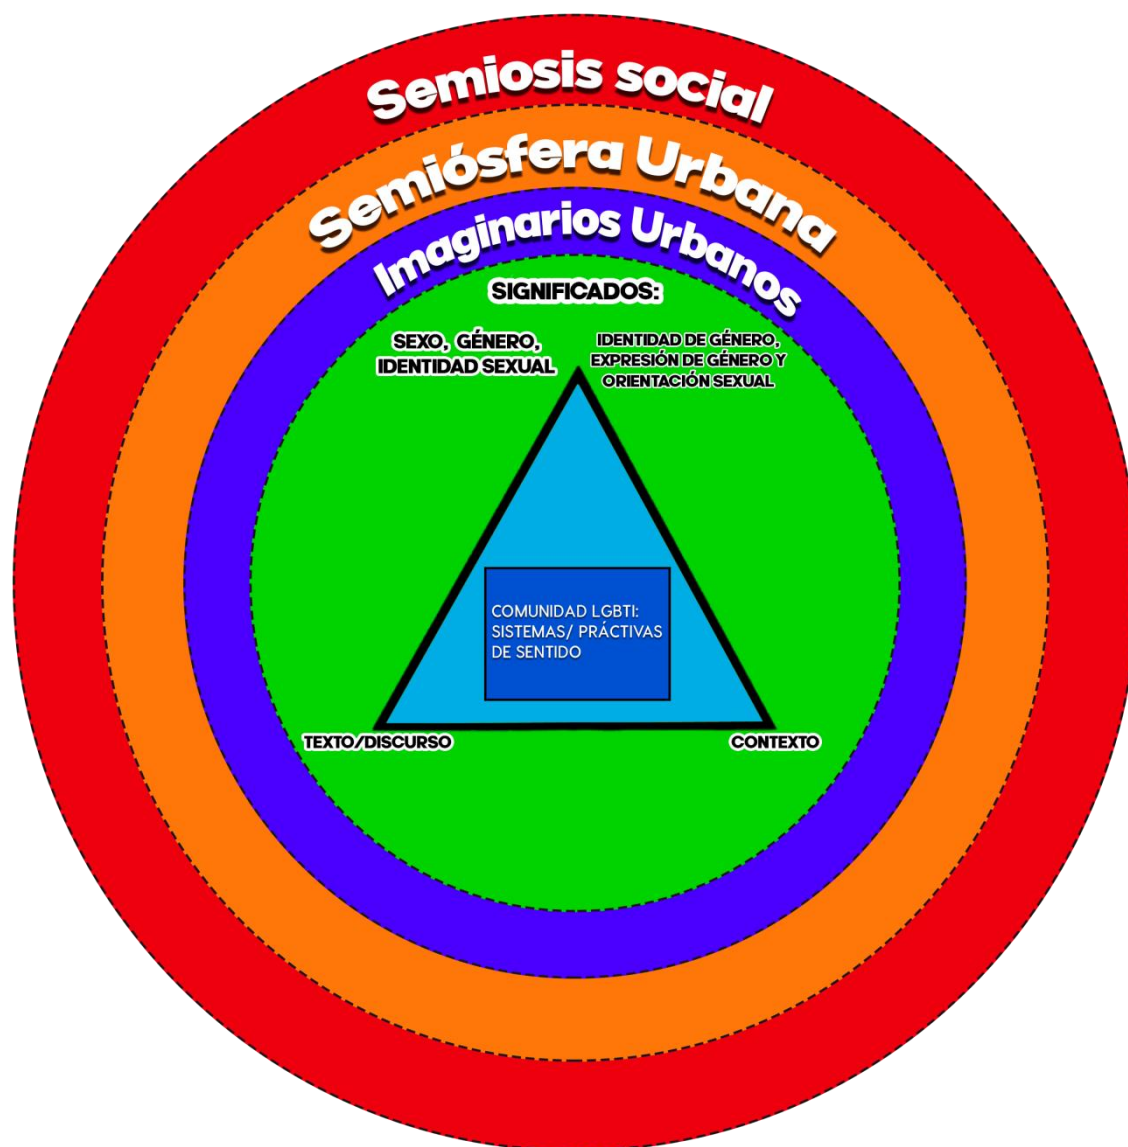 Semiosis social
Semiósfera Urbana
Imaginarios Urbanos
SIGNIFICADOS:
SEXO, GÉNERO,
IDENTIDAD SEXUAL
IDENTIDAD DE GÉNERO,
EXPRESIÓN DE GÉNERO Y
ORIENTACIÓN SEXUAL
COMUNIDAD LGBTI:
SISTEMAS/ PRÁCTIVAS
DE SENTIDO
TEXTO/DISCURSO
CONTEXTO